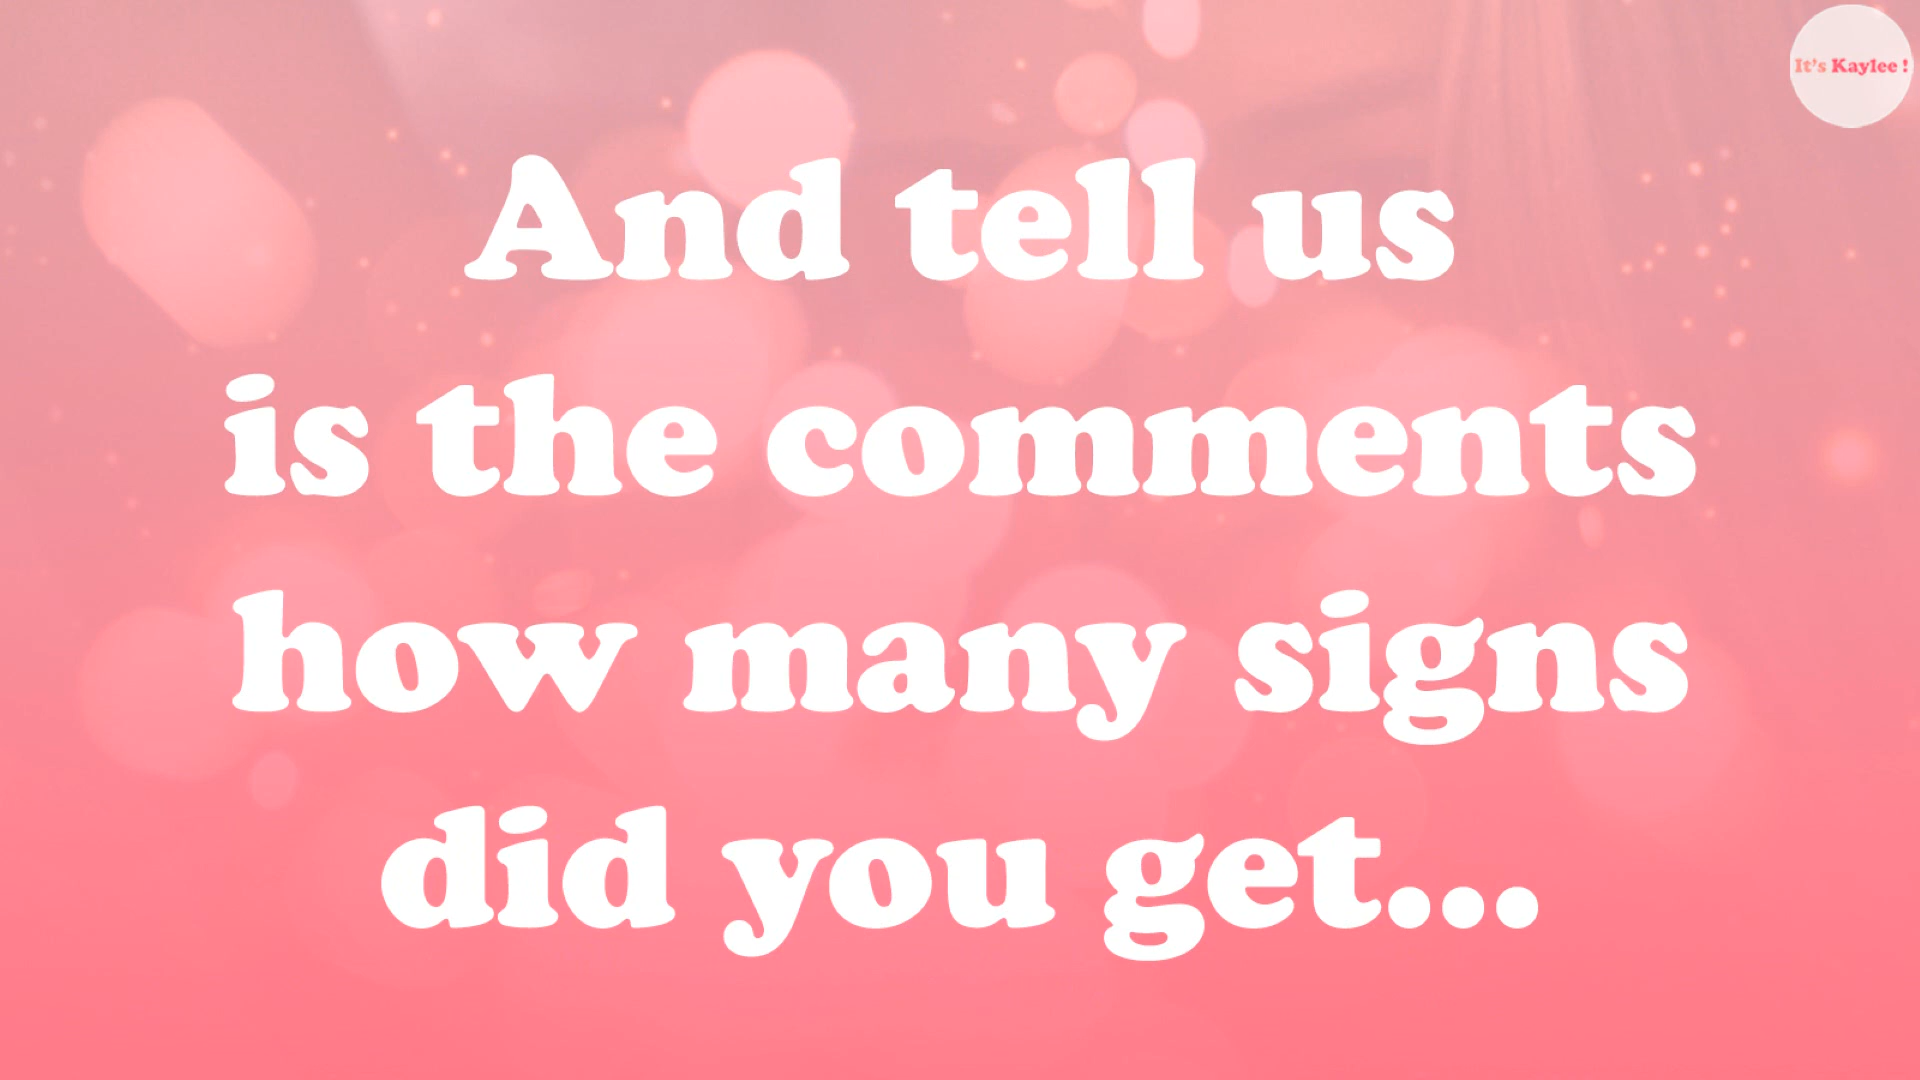 It's Kaylee !
And tell us
is the comments
how many signs
did you get...